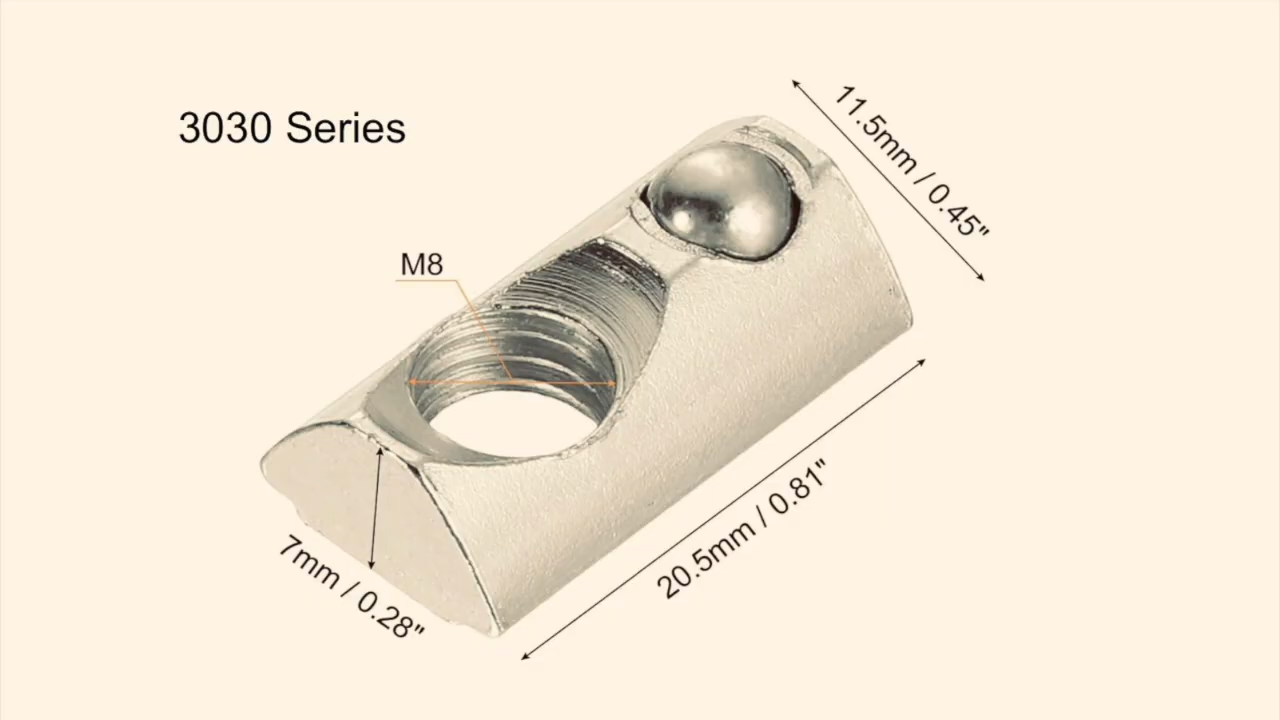 3030 Series
11.5mm / 0.45"
M8
20.5mm / 0.81"
7mm / 0.28"